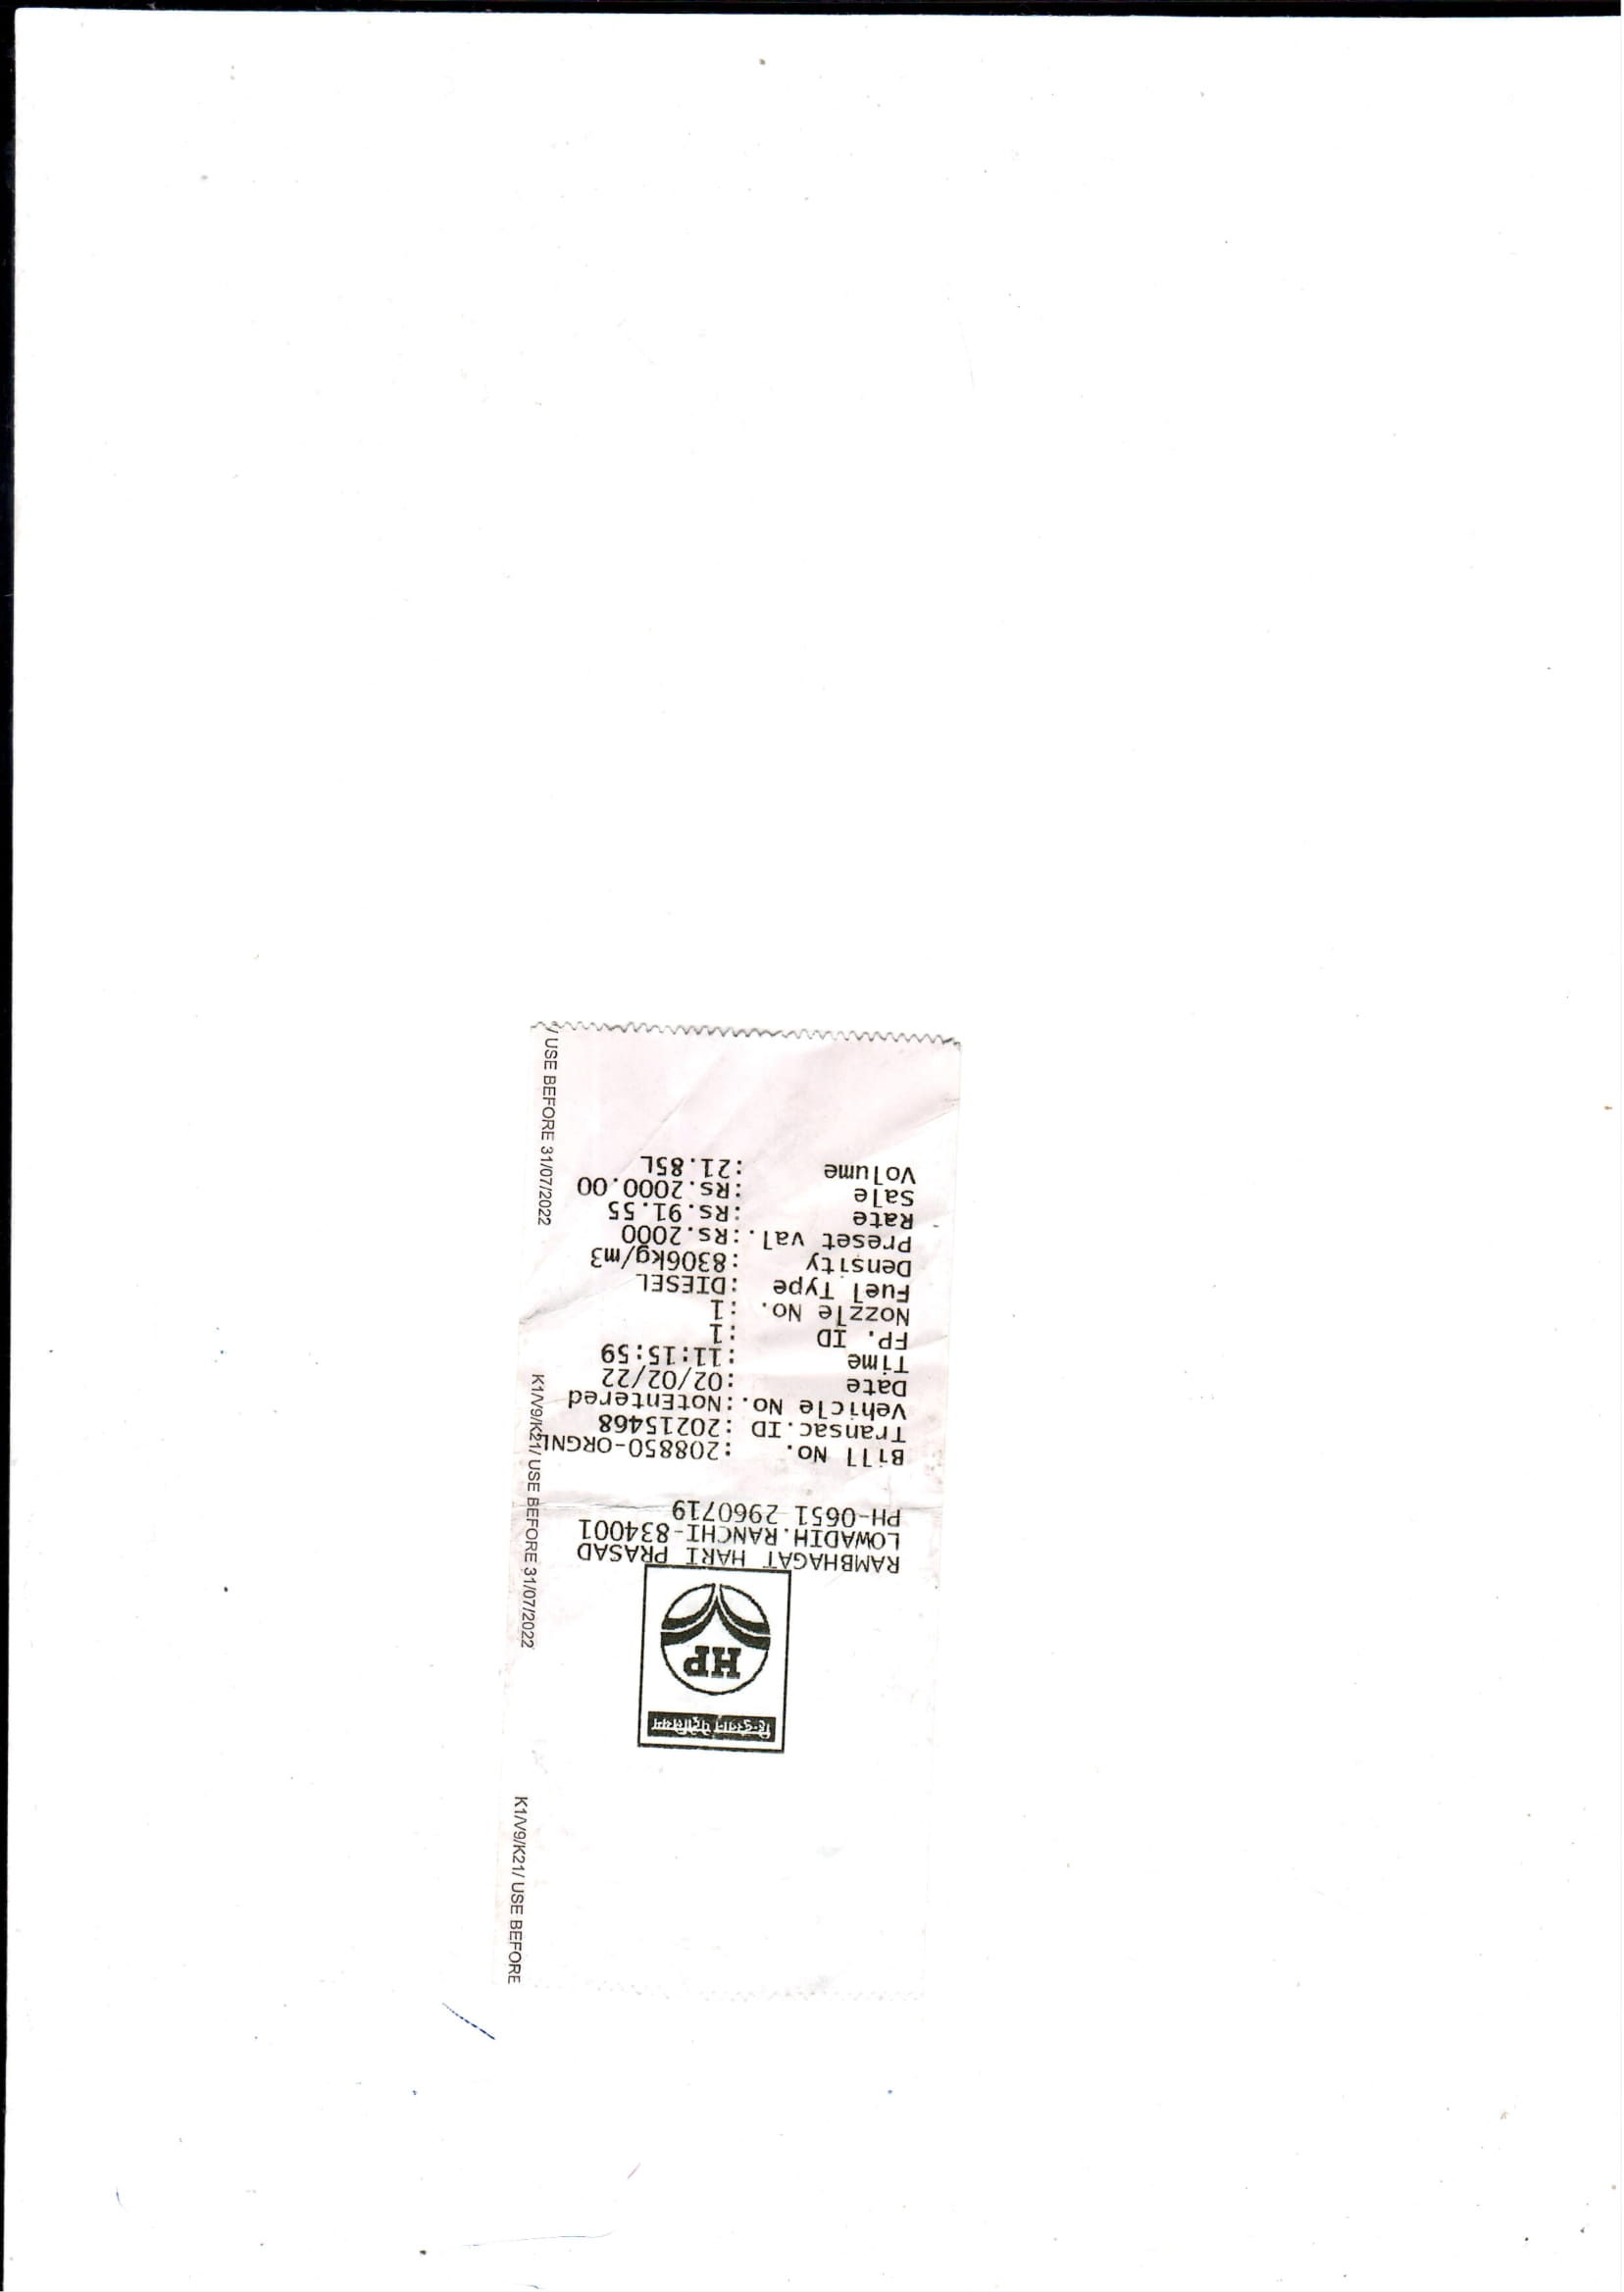 हिन्दुस्तान पेट्रोलियम
HP
RAMBHAGAT HARI PRASAD
LOWADIH.RANCHI-834001
PH-0651 2960719
Bill No. :208850-ORGNL
Transac.ID :20215468
Vehicle No.:NotEntered
Date :02/02/22
Time :11:15:59
FP. ID :1
Nozzle No. :1
Fuel Type :DIESEL
Density :8306kg/m3
Preset val.:Rs.2000
Rate :Rs.91.55
Sale :Rs.2000.00
Volume :21.85L
K1/V9/K21/ USE BEFORE
K1/V9/K21/ USE BEFORE 31/07/2022
/ USE BEFORE 31/07/2022